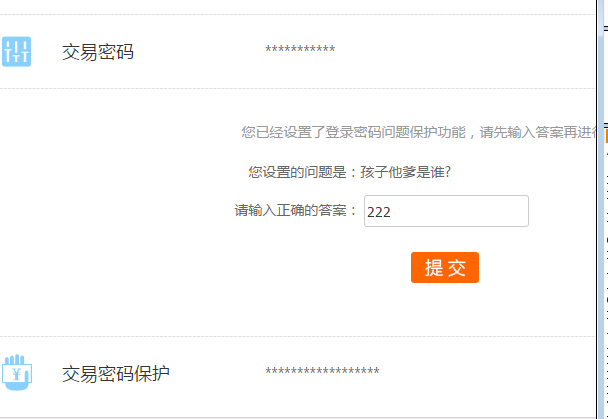 交易密码 ***********
您已经设置了登录密码问题保护功能，请先输入答案再进行
您设置的问题是：孩子他爹是谁?
请输入正确的答案： 222
提 交
交易密码保护 ******************